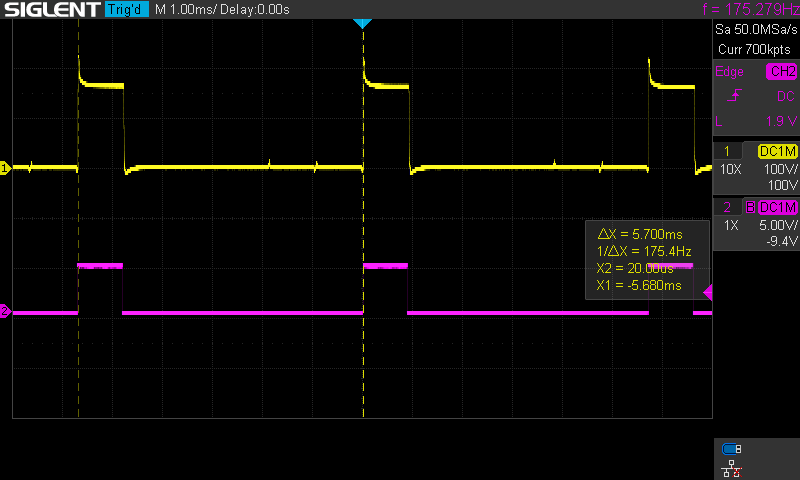 SIGLENT Trig'd M 1.00ms/ Delay:0.00s f = 175.279Hz
Sa 50.0MSa/s
Curr 700kpts
Edge CH2
DC
L 1.9 V
1 DC1M
10X 100V/
100V
2 B DC1M
1X 5.00V/
-9.4V
ΔX = 5.700ms
1/ΔX = 175.4Hz
X2 = 20.00us
X1 = -5.680ms
1
2